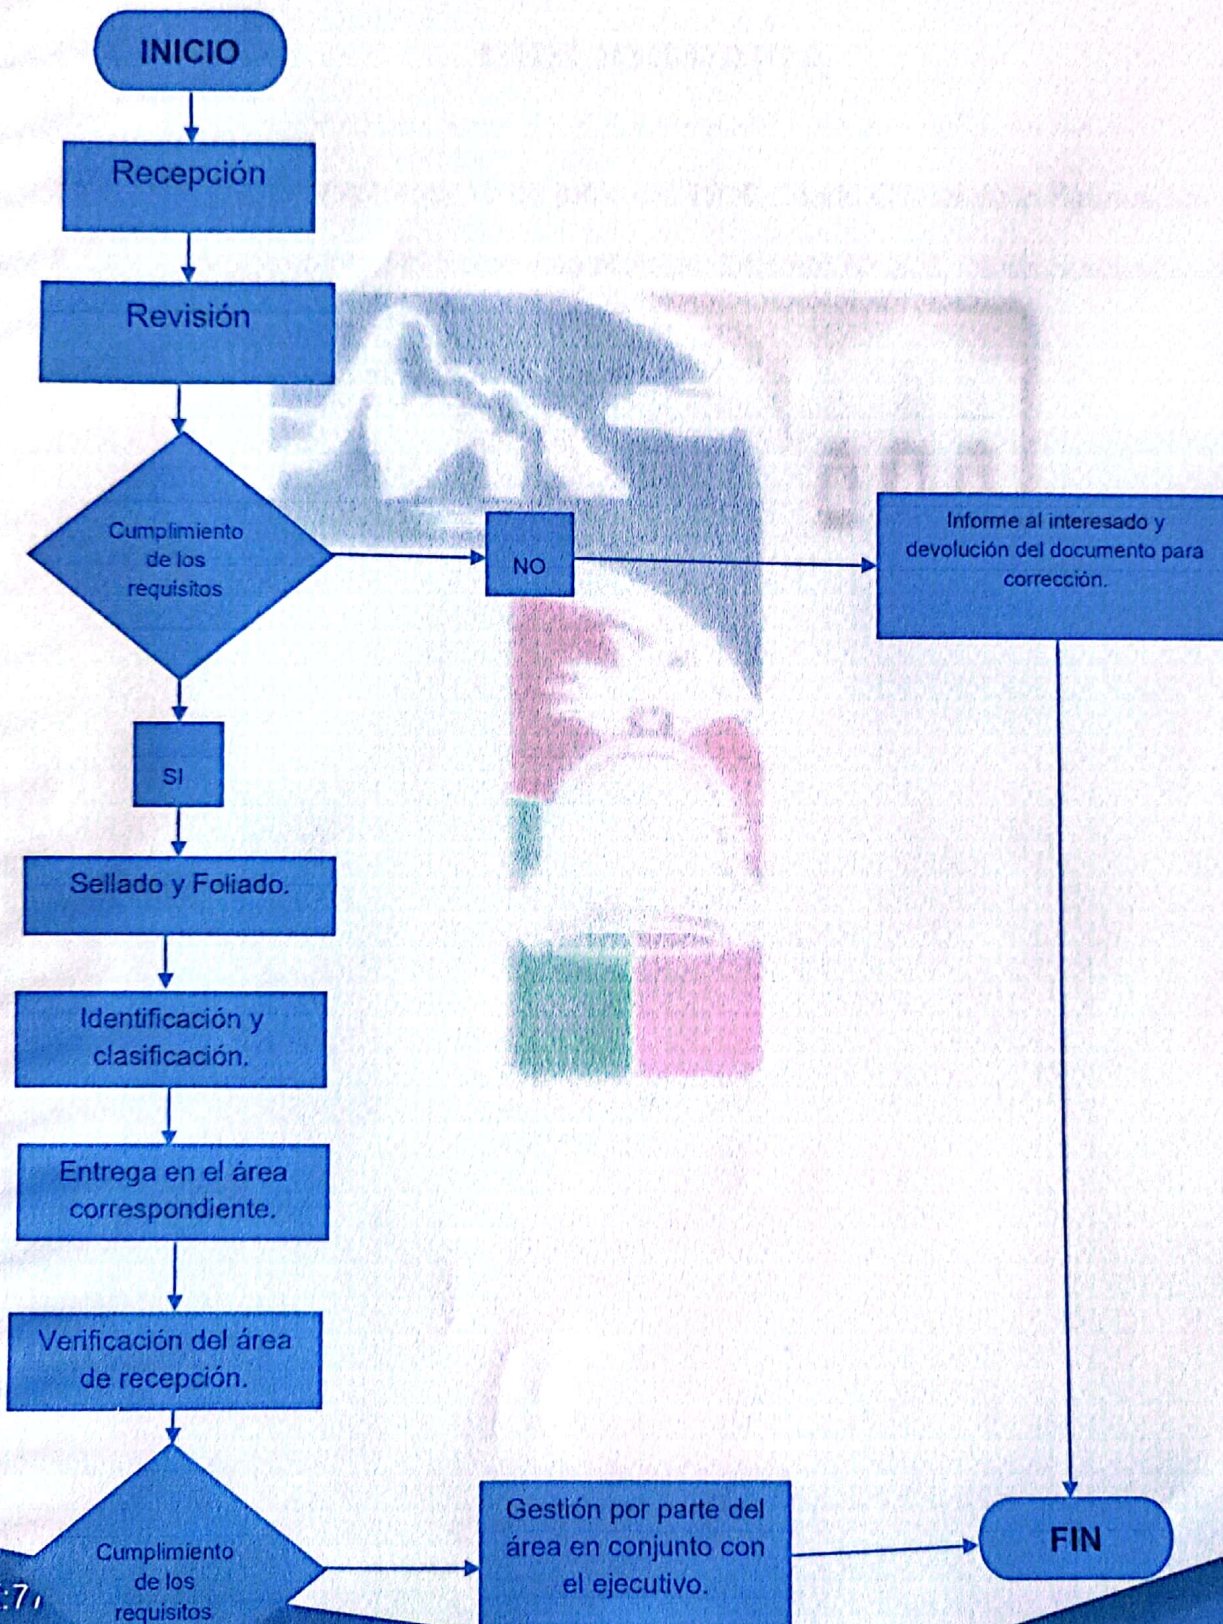 INICIO
Recepción
Revisión
Cumplimiento
de los
requisitos
NO
Informe al interesado y
devolución del documento para
corrección.
SI
Sellado y Foliado.
Identificación y
clasificación.
Entrega en el área
correspondiente.
Verificación del área
de recepción.
Cumplimiento
de los
requisitos
Gestión por parte del
área en conjunto con
el ejecutivo.
FIN